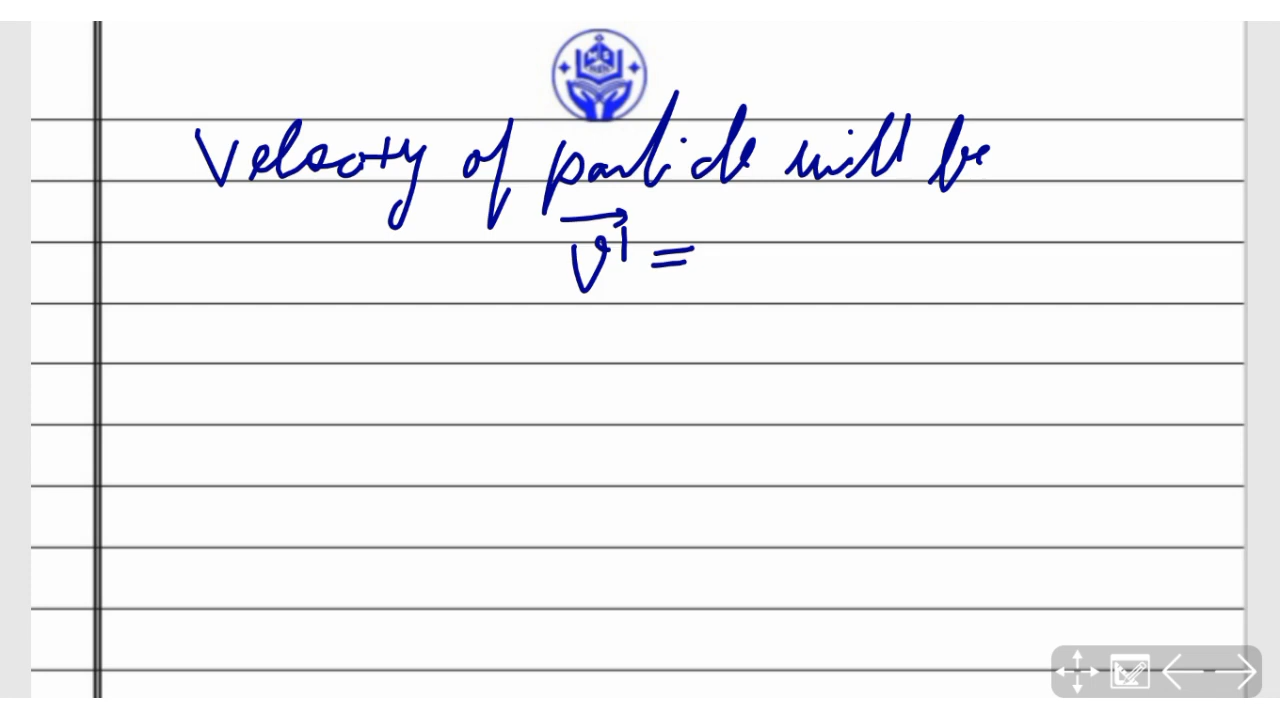 Velocity of particle will be
v⃗' =